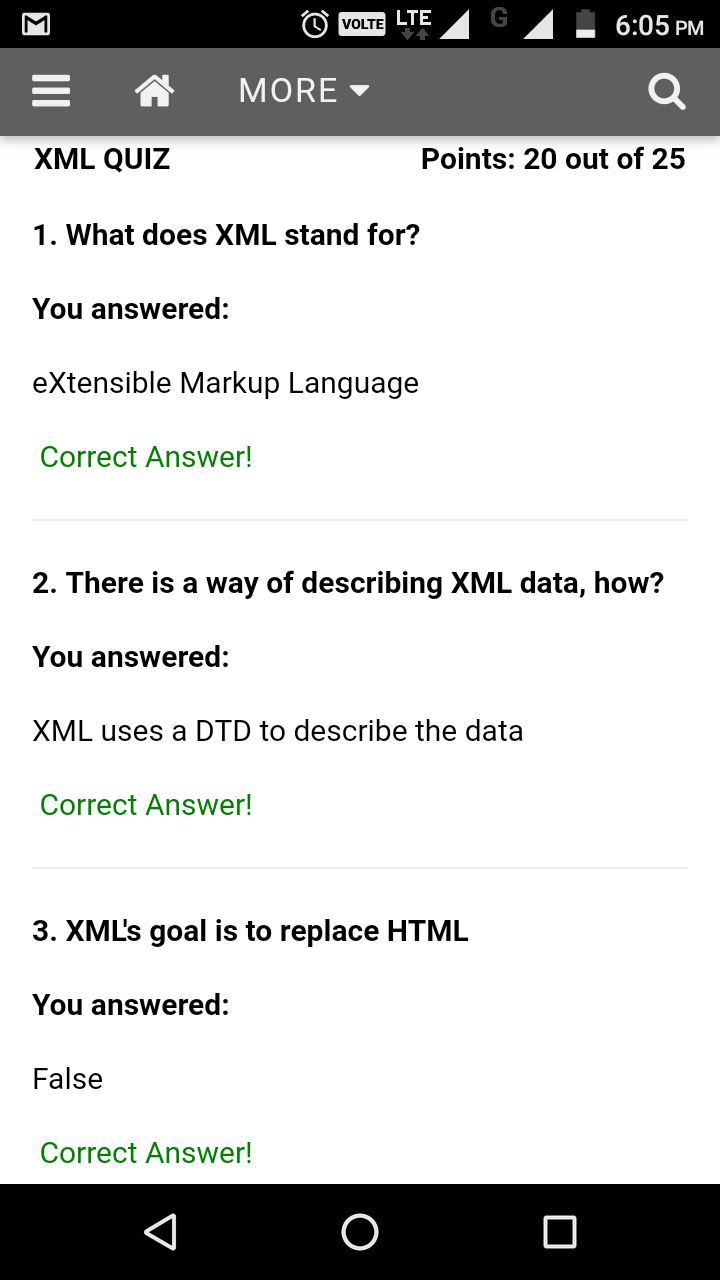 VOLTE LTE G 6:05 PM
MORE
XML QUIZ Points: 20 out of 25
1. What does XML stand for?
You answered:
eXtensible Markup Language
Correct Answer!
2. There is a way of describing XML data, how?
You answered:
XML uses a DTD to describe the data
Correct Answer!
3. XML's goal is to replace HTML
You answered:
False
Correct Answer!